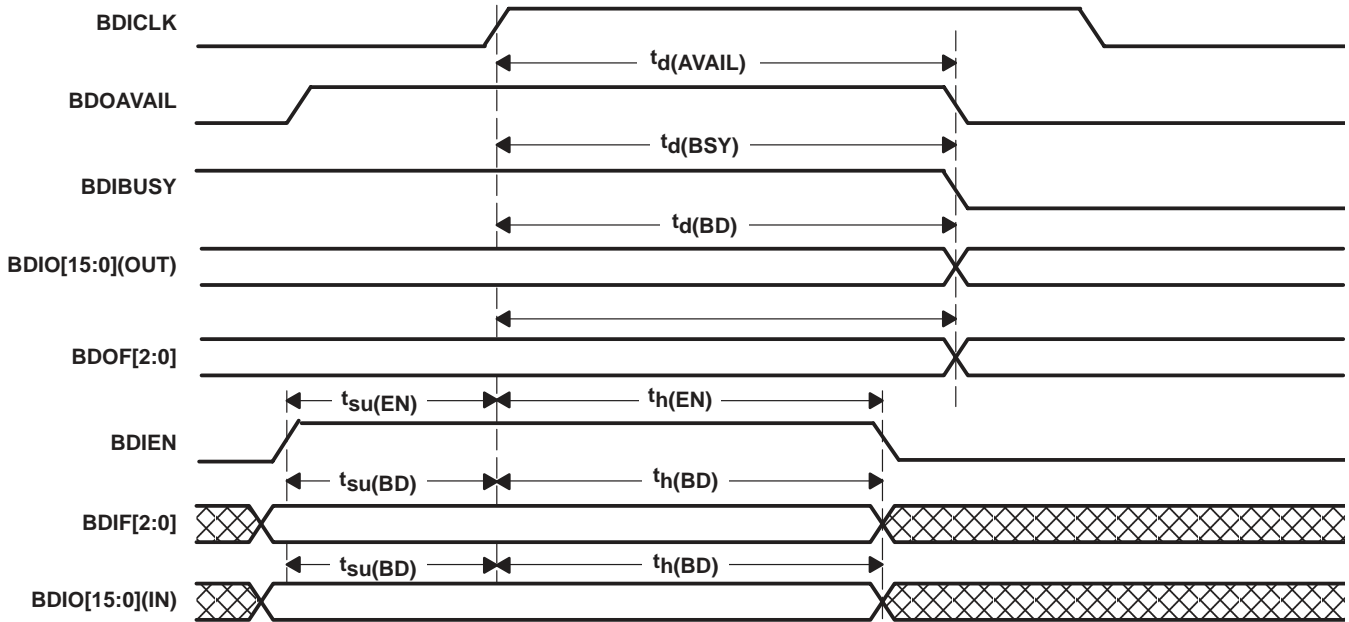 BDICLK
td(AVAIL)
BDOAVAIL
td(BSY)
BDIBUSY
td(BD)
BDIO[15:0](OUT)
BDOF[2:0]
tsu(EN) th(EN)
BDIEN
tsu(BD) th(BD)
BDIF[2:0]
tsu(BD) th(BD)
BDIO[15:0](IN)